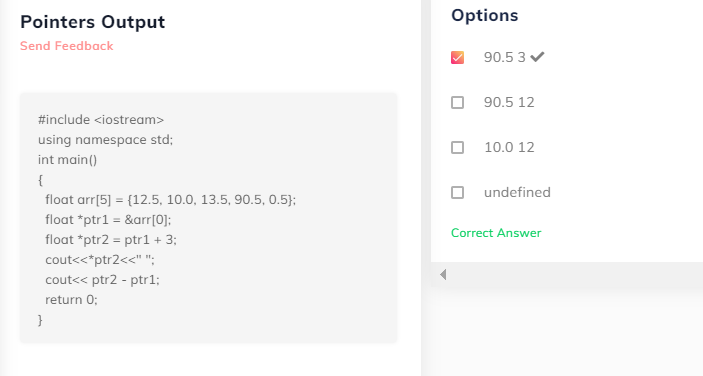 Pointers Output
Send Feedback
#include <iostream>
using namespace std;
int main()
{
float arr[5] = {12.5, 10.0, 13.5, 90.5, 0.5};
float *ptr1 = &arr[0];
float *ptr2 = ptr1 + 3;
cout<<*ptr2<<" ";
cout<< ptr2 - ptr1;
return 0;
}
Options
90.5 3
90.5 12
10.0 12
undefined
Correct Answer